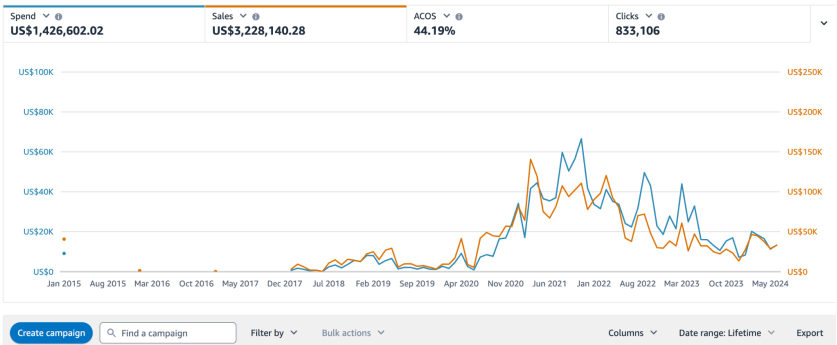 Spend Sales ACOS Clicks
US$1,426,602.02 US$3,228,140.28 44.19% 833,106
US$100K US$250K
US$80K US$200K
US$60K US$150K
US$40K US$100K
US$20K US$50K
US$0 US$0
Jan 2015 Aug 2015 Mar 2016 Oct 2016 May 2017 Dec 2017 Jul 2018 Feb 2019 Sep 2019 Apr 2020 Nov 2020 Jun 2021 Jan 2022 Aug 2022 Mar 2023 Oct 2023 May 2024
Create campaign Find a campaign Filter by Bulk actions Columns Date range: Lifetime Export